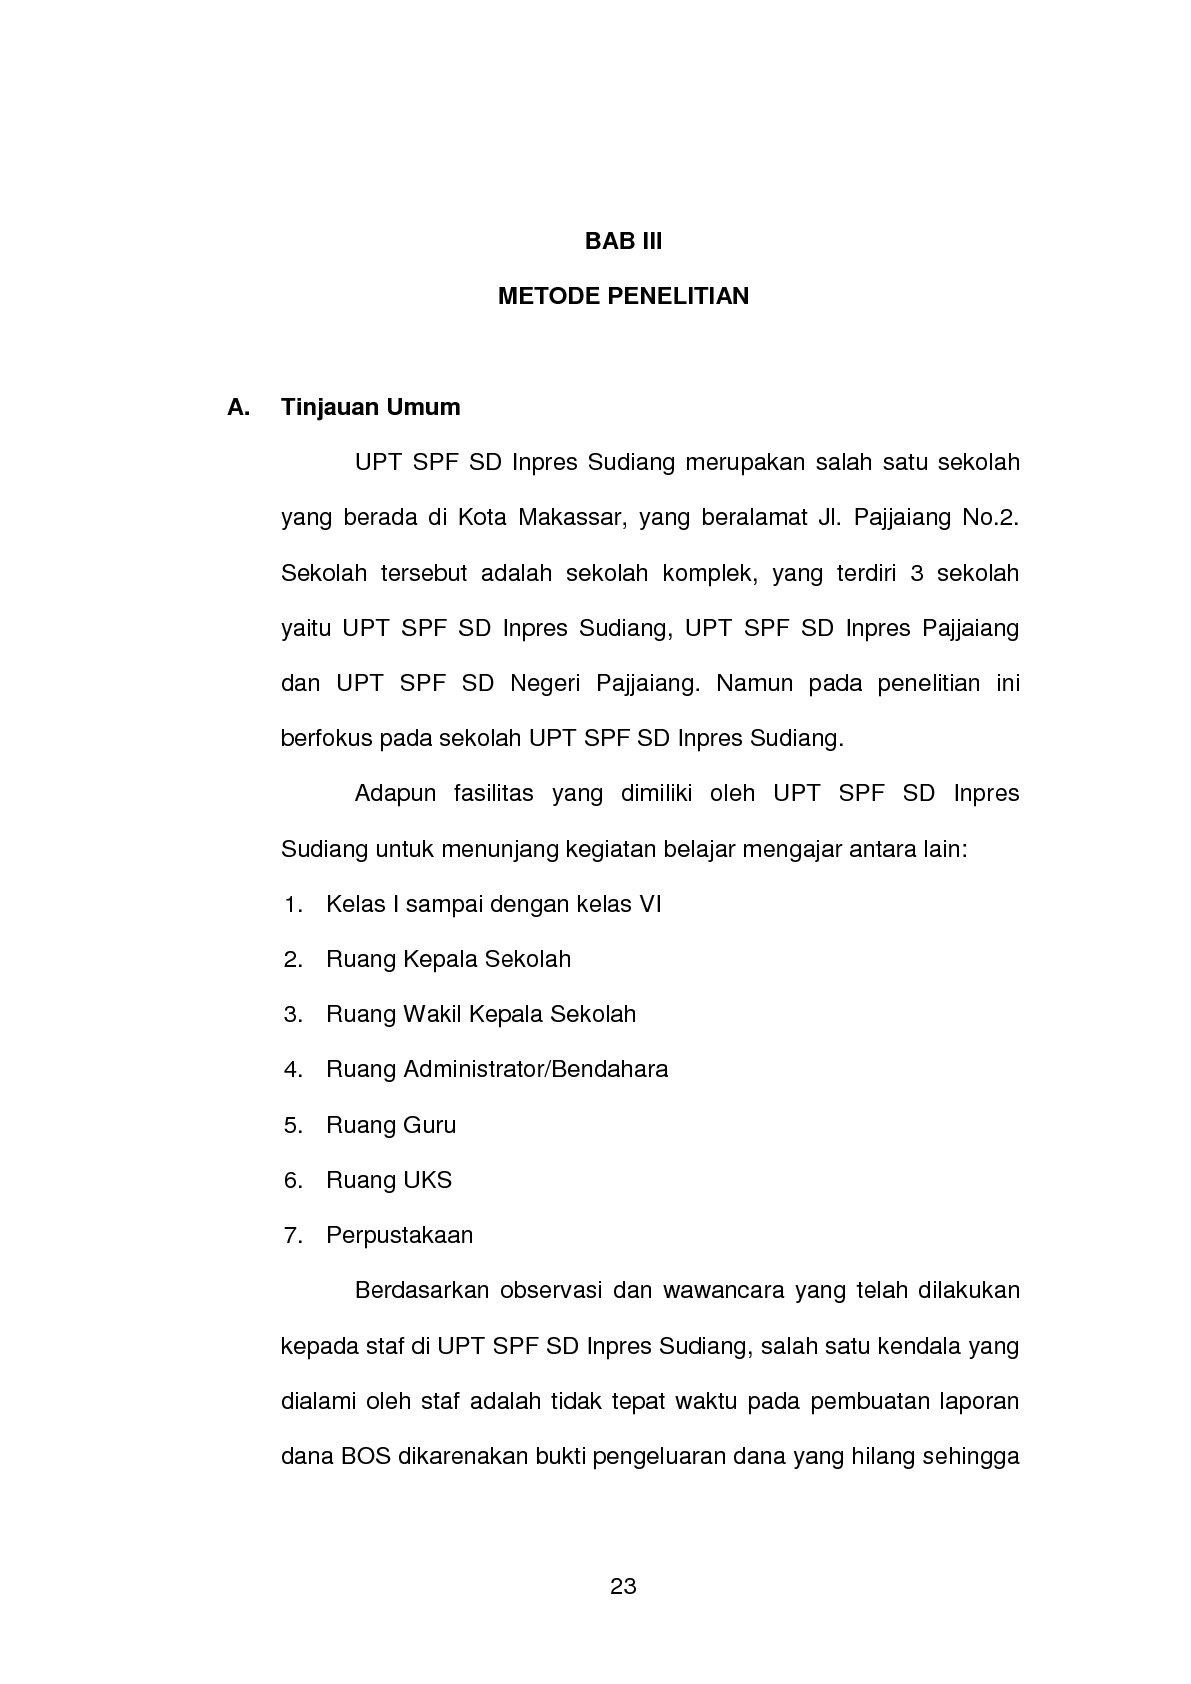 BAB III
METODE PENELITIAN
A. Tinjauan Umum
UPT SPF SD Inpres Sudiang merupakan salah satu sekolah
yang berada di Kota Makassar, yang beralamat Jl. Pajjaiang No.2.
Sekolah tersebut adalah sekolah komplek, yang terdiri 3 sekolah
yaitu UPT SPF SD Inpres Sudiang, UPT SPF SD Inpres Pajjaiang
dan UPT SPF SD Negeri Pajjaiang. Namun pada penelitian ini
berfokus pada sekolah UPT SPF SD Inpres Sudiang.
Adapun fasilitas yang dimiliki oleh UPT SPF SD Inpres
Sudiang untuk menunjang kegiatan belajar mengajar antara lain:
1. Kelas I sampai dengan kelas VI
2. Ruang Kepala Sekolah
3. Ruang Wakil Kepala Sekolah
4. Ruang Administrator/Bendahara
5. Ruang Guru
6. Ruang UKS
7. Perpustakaan
Berdasarkan observasi dan wawancara yang telah dilakukan
kepada staf di UPT SPF SD Inpres Sudiang, salah satu kendala yang
dialami oleh staf adalah tidak tepat waktu pada pembuatan laporan
dana BOS dikarenakan bukti pengeluaran dana yang hilang sehingga
23